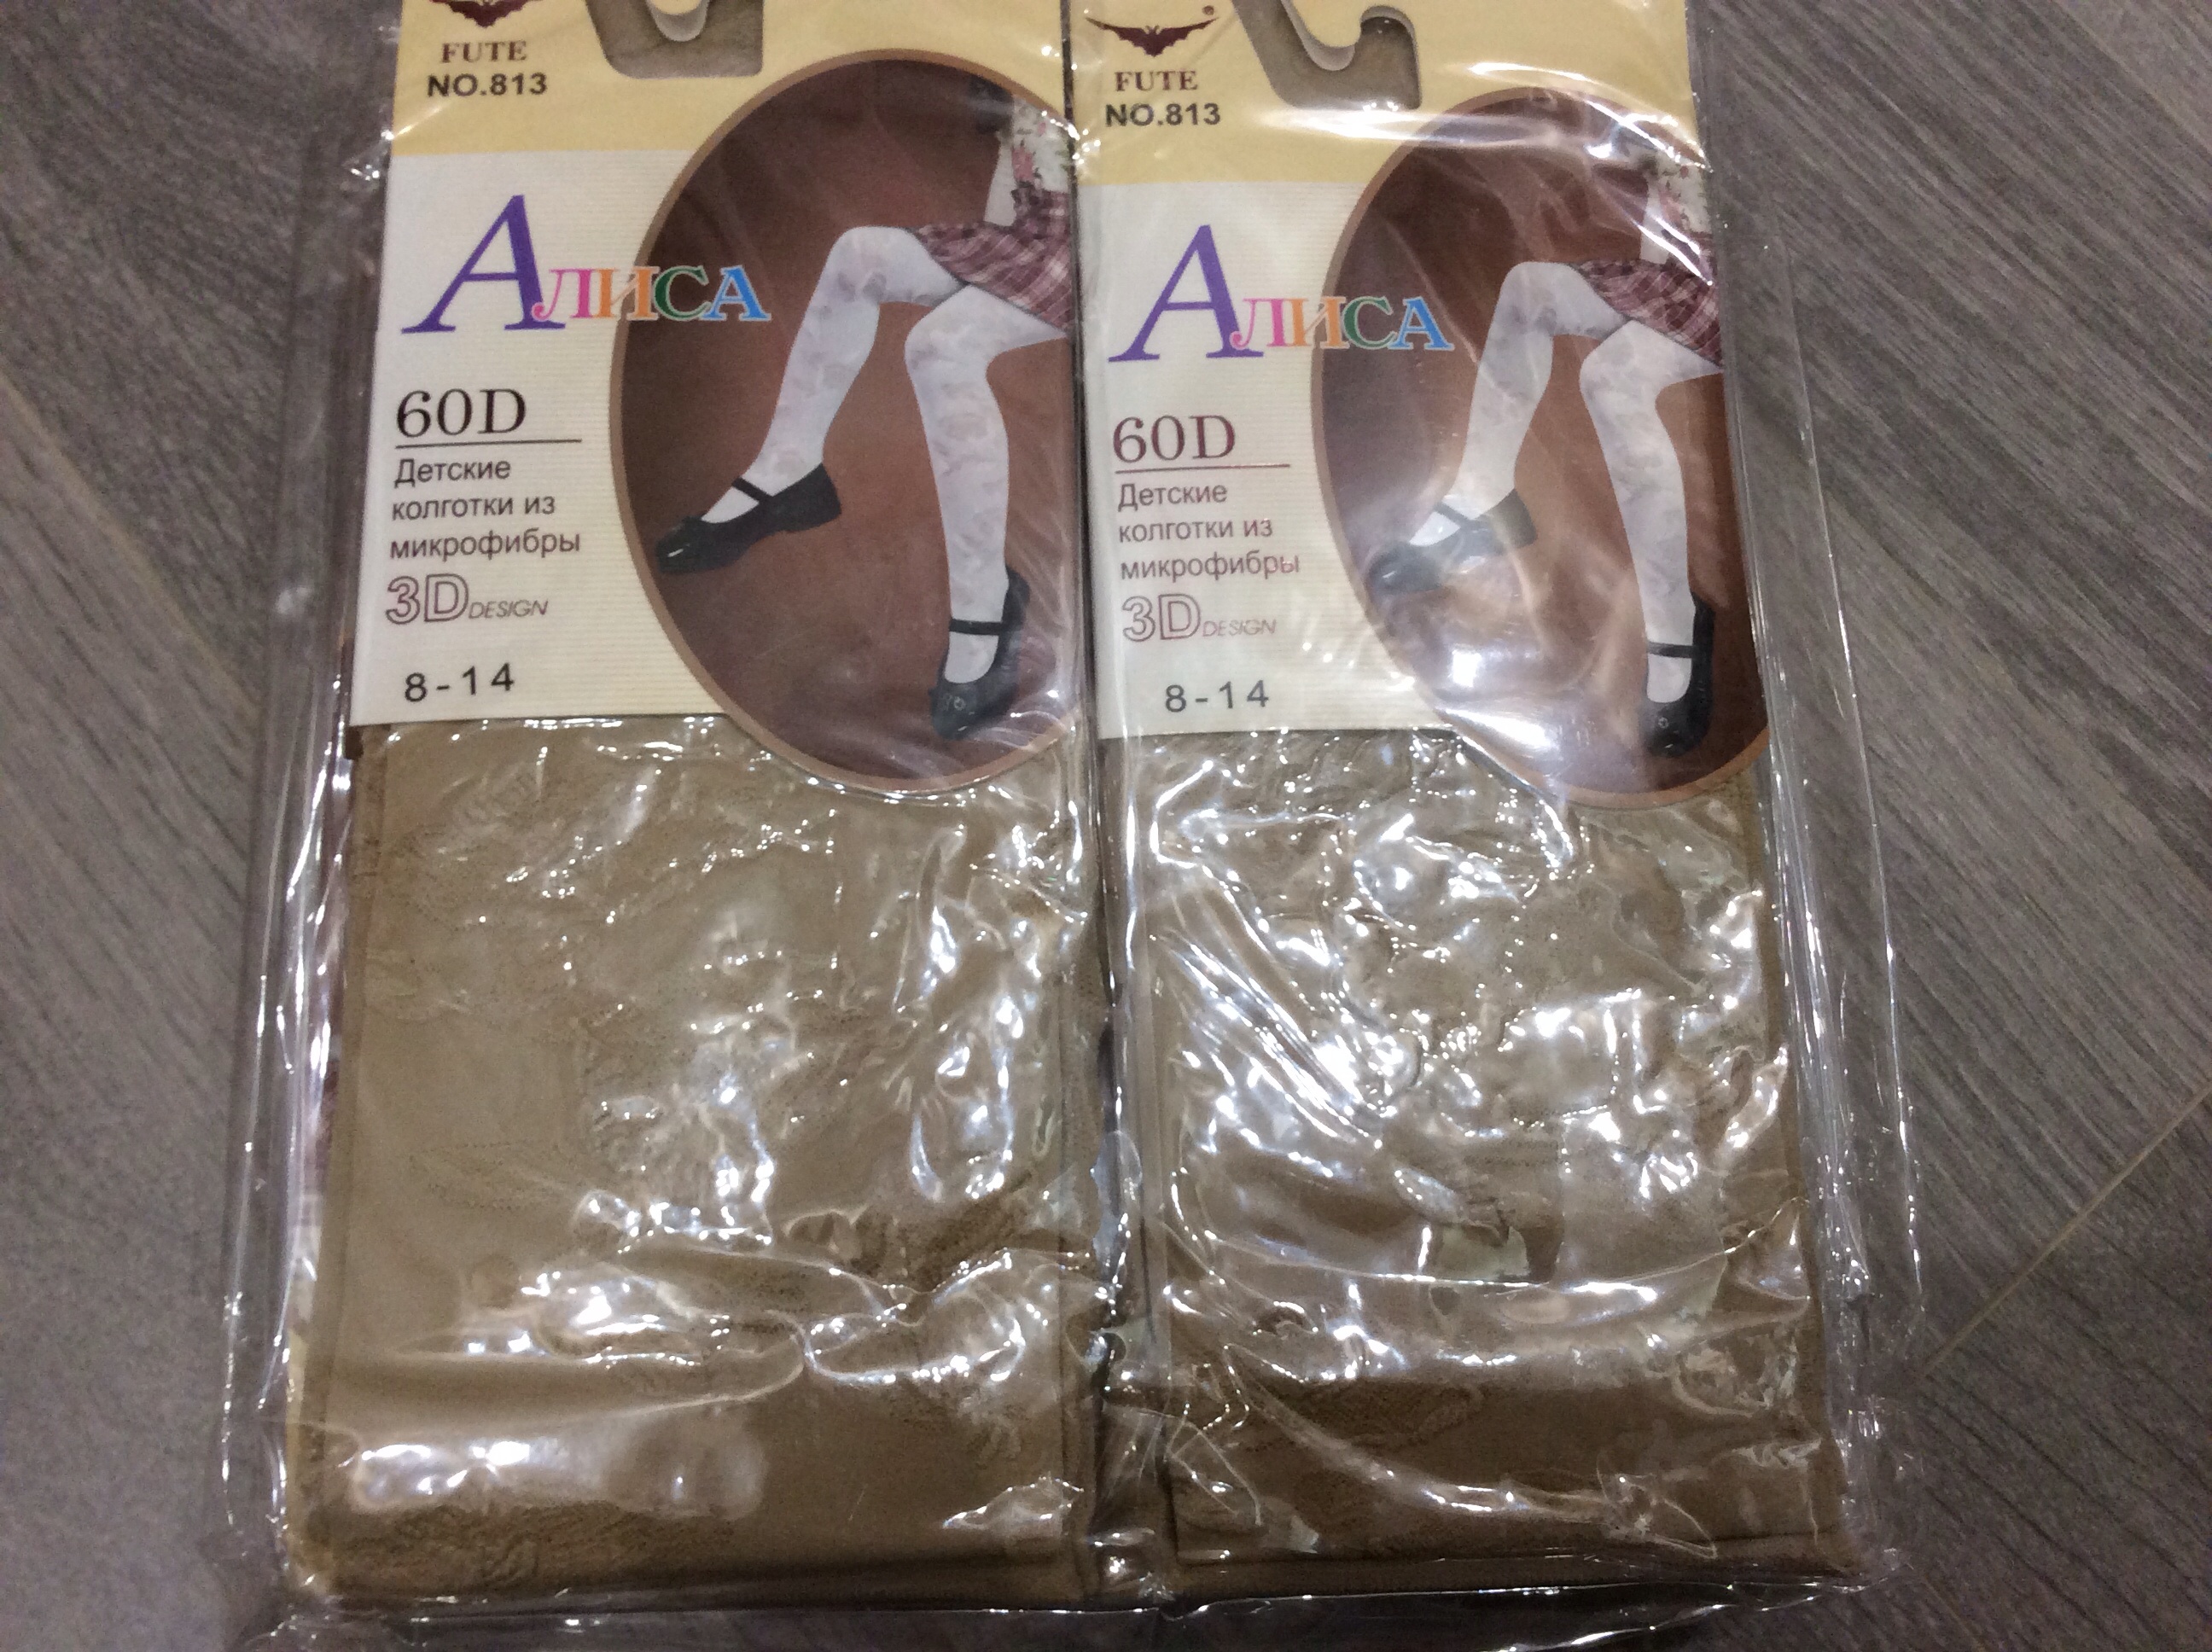 FUTE
NO.813
Алиса
60D
Детские
колготки из
микрофибры
3D DESIGN
8-14
®
FUTE
NO.813
Алиса
60D
Детские
колготки из
микрофибры
3D DESIGN
8-14